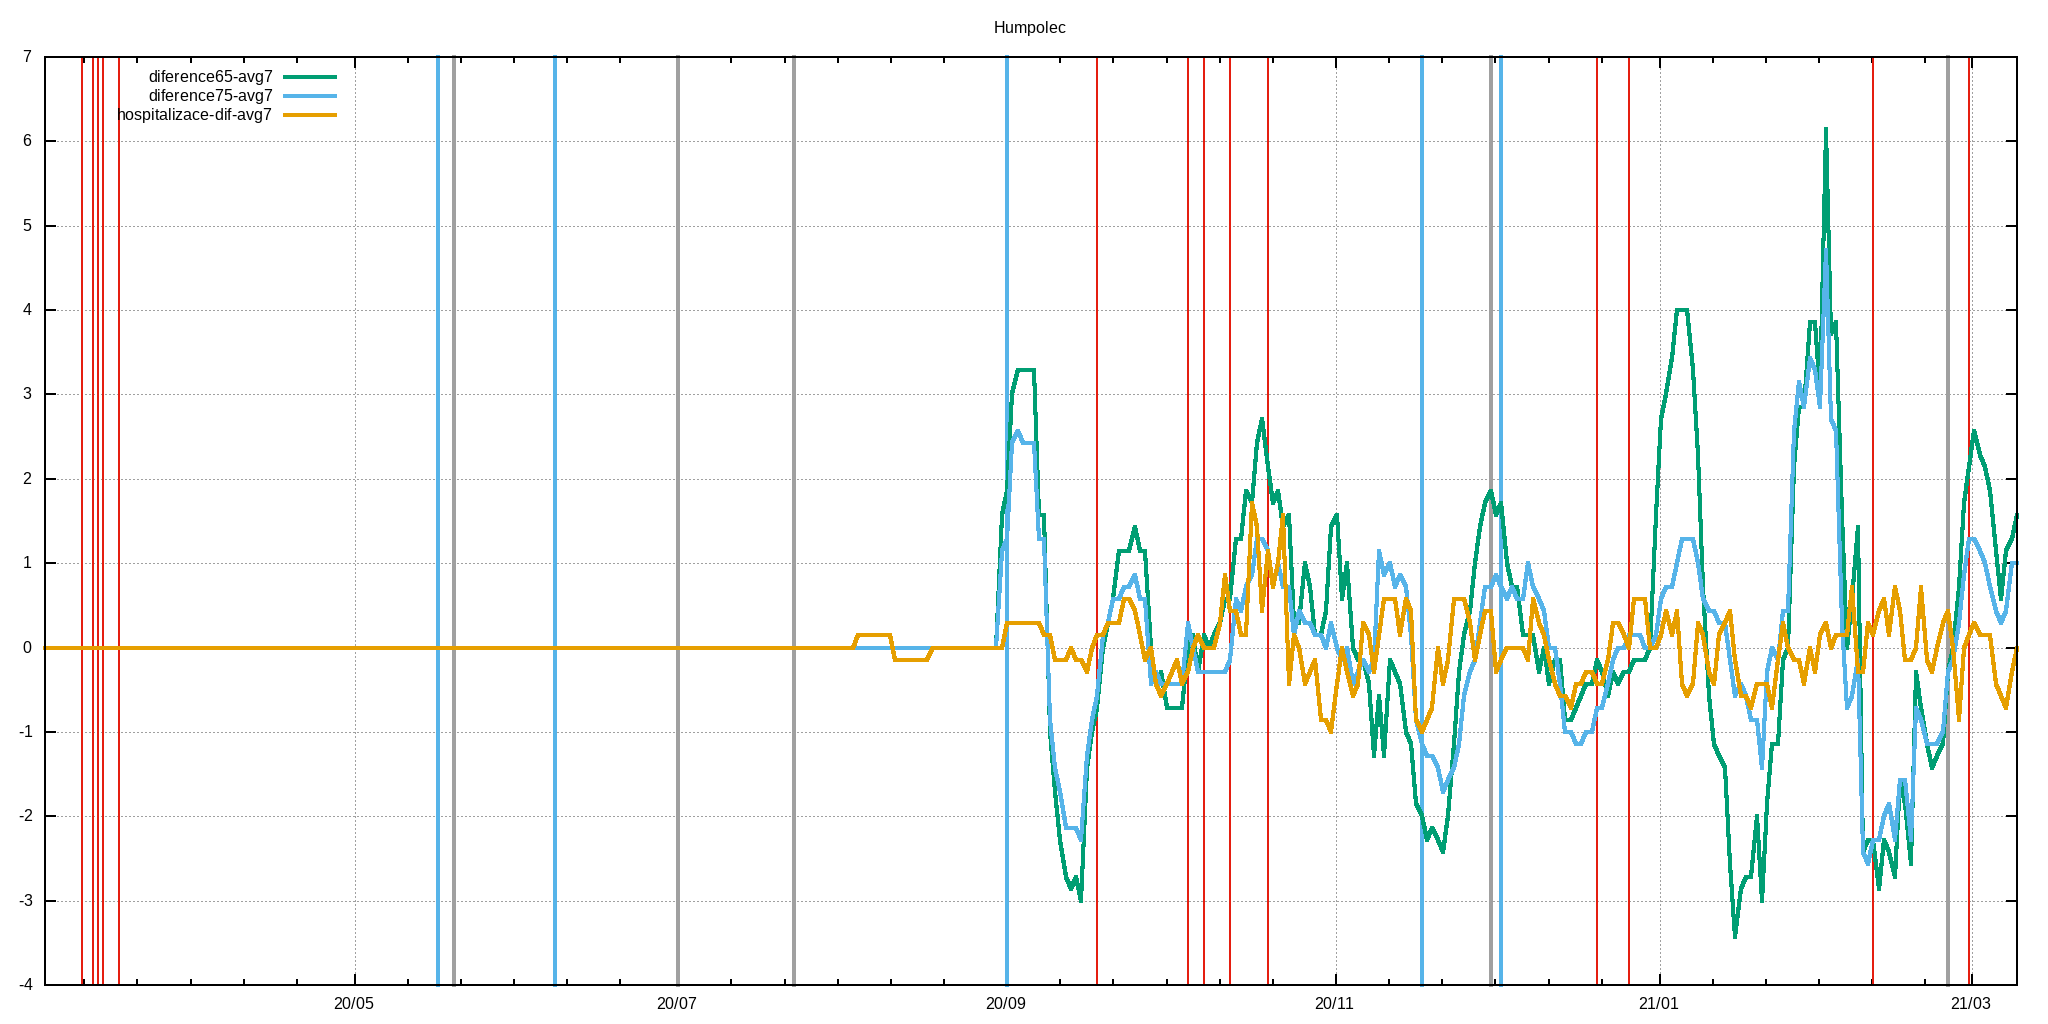 Humpolec
7
diference65-avg7
diference75-avg7
hospitalizace-dif-avg7
6
5
4
3
2
1
0
-1
-2
-3
-4
20/05 20/07 20/09 20/11 21/01 21/03